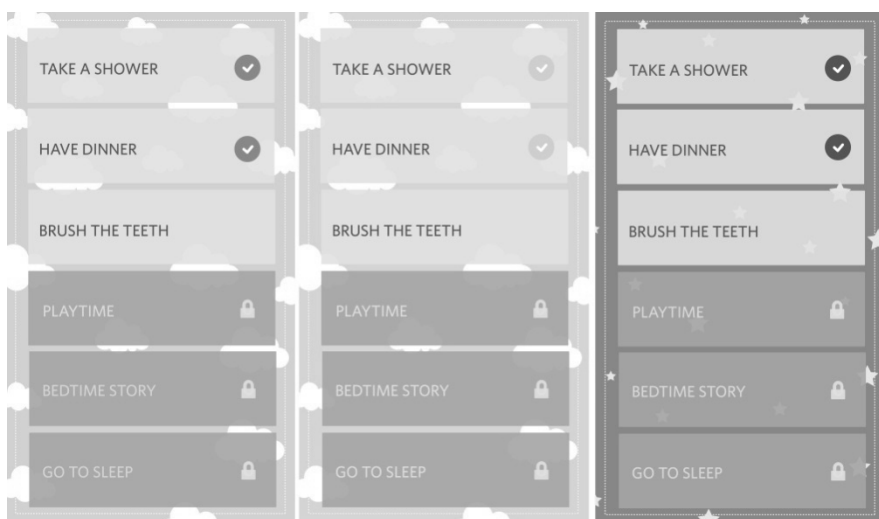 TAKE A SHOWER
HAVE DINNER
BRUSH THE TEETH
PLAYTIME
BEDTIME STORY
GO TO SLEEP
TAKE A SHOWER
HAVE DINNER
BRUSH THE TEETH
PLAYTIME
BEDTIME STORY
GO TO SLEEP
TAKE A SHOWER
HAVE DINNER
BRUSH THE TEETH
PLAYTIME
BEDTIME STORY
GO TO SLEEP